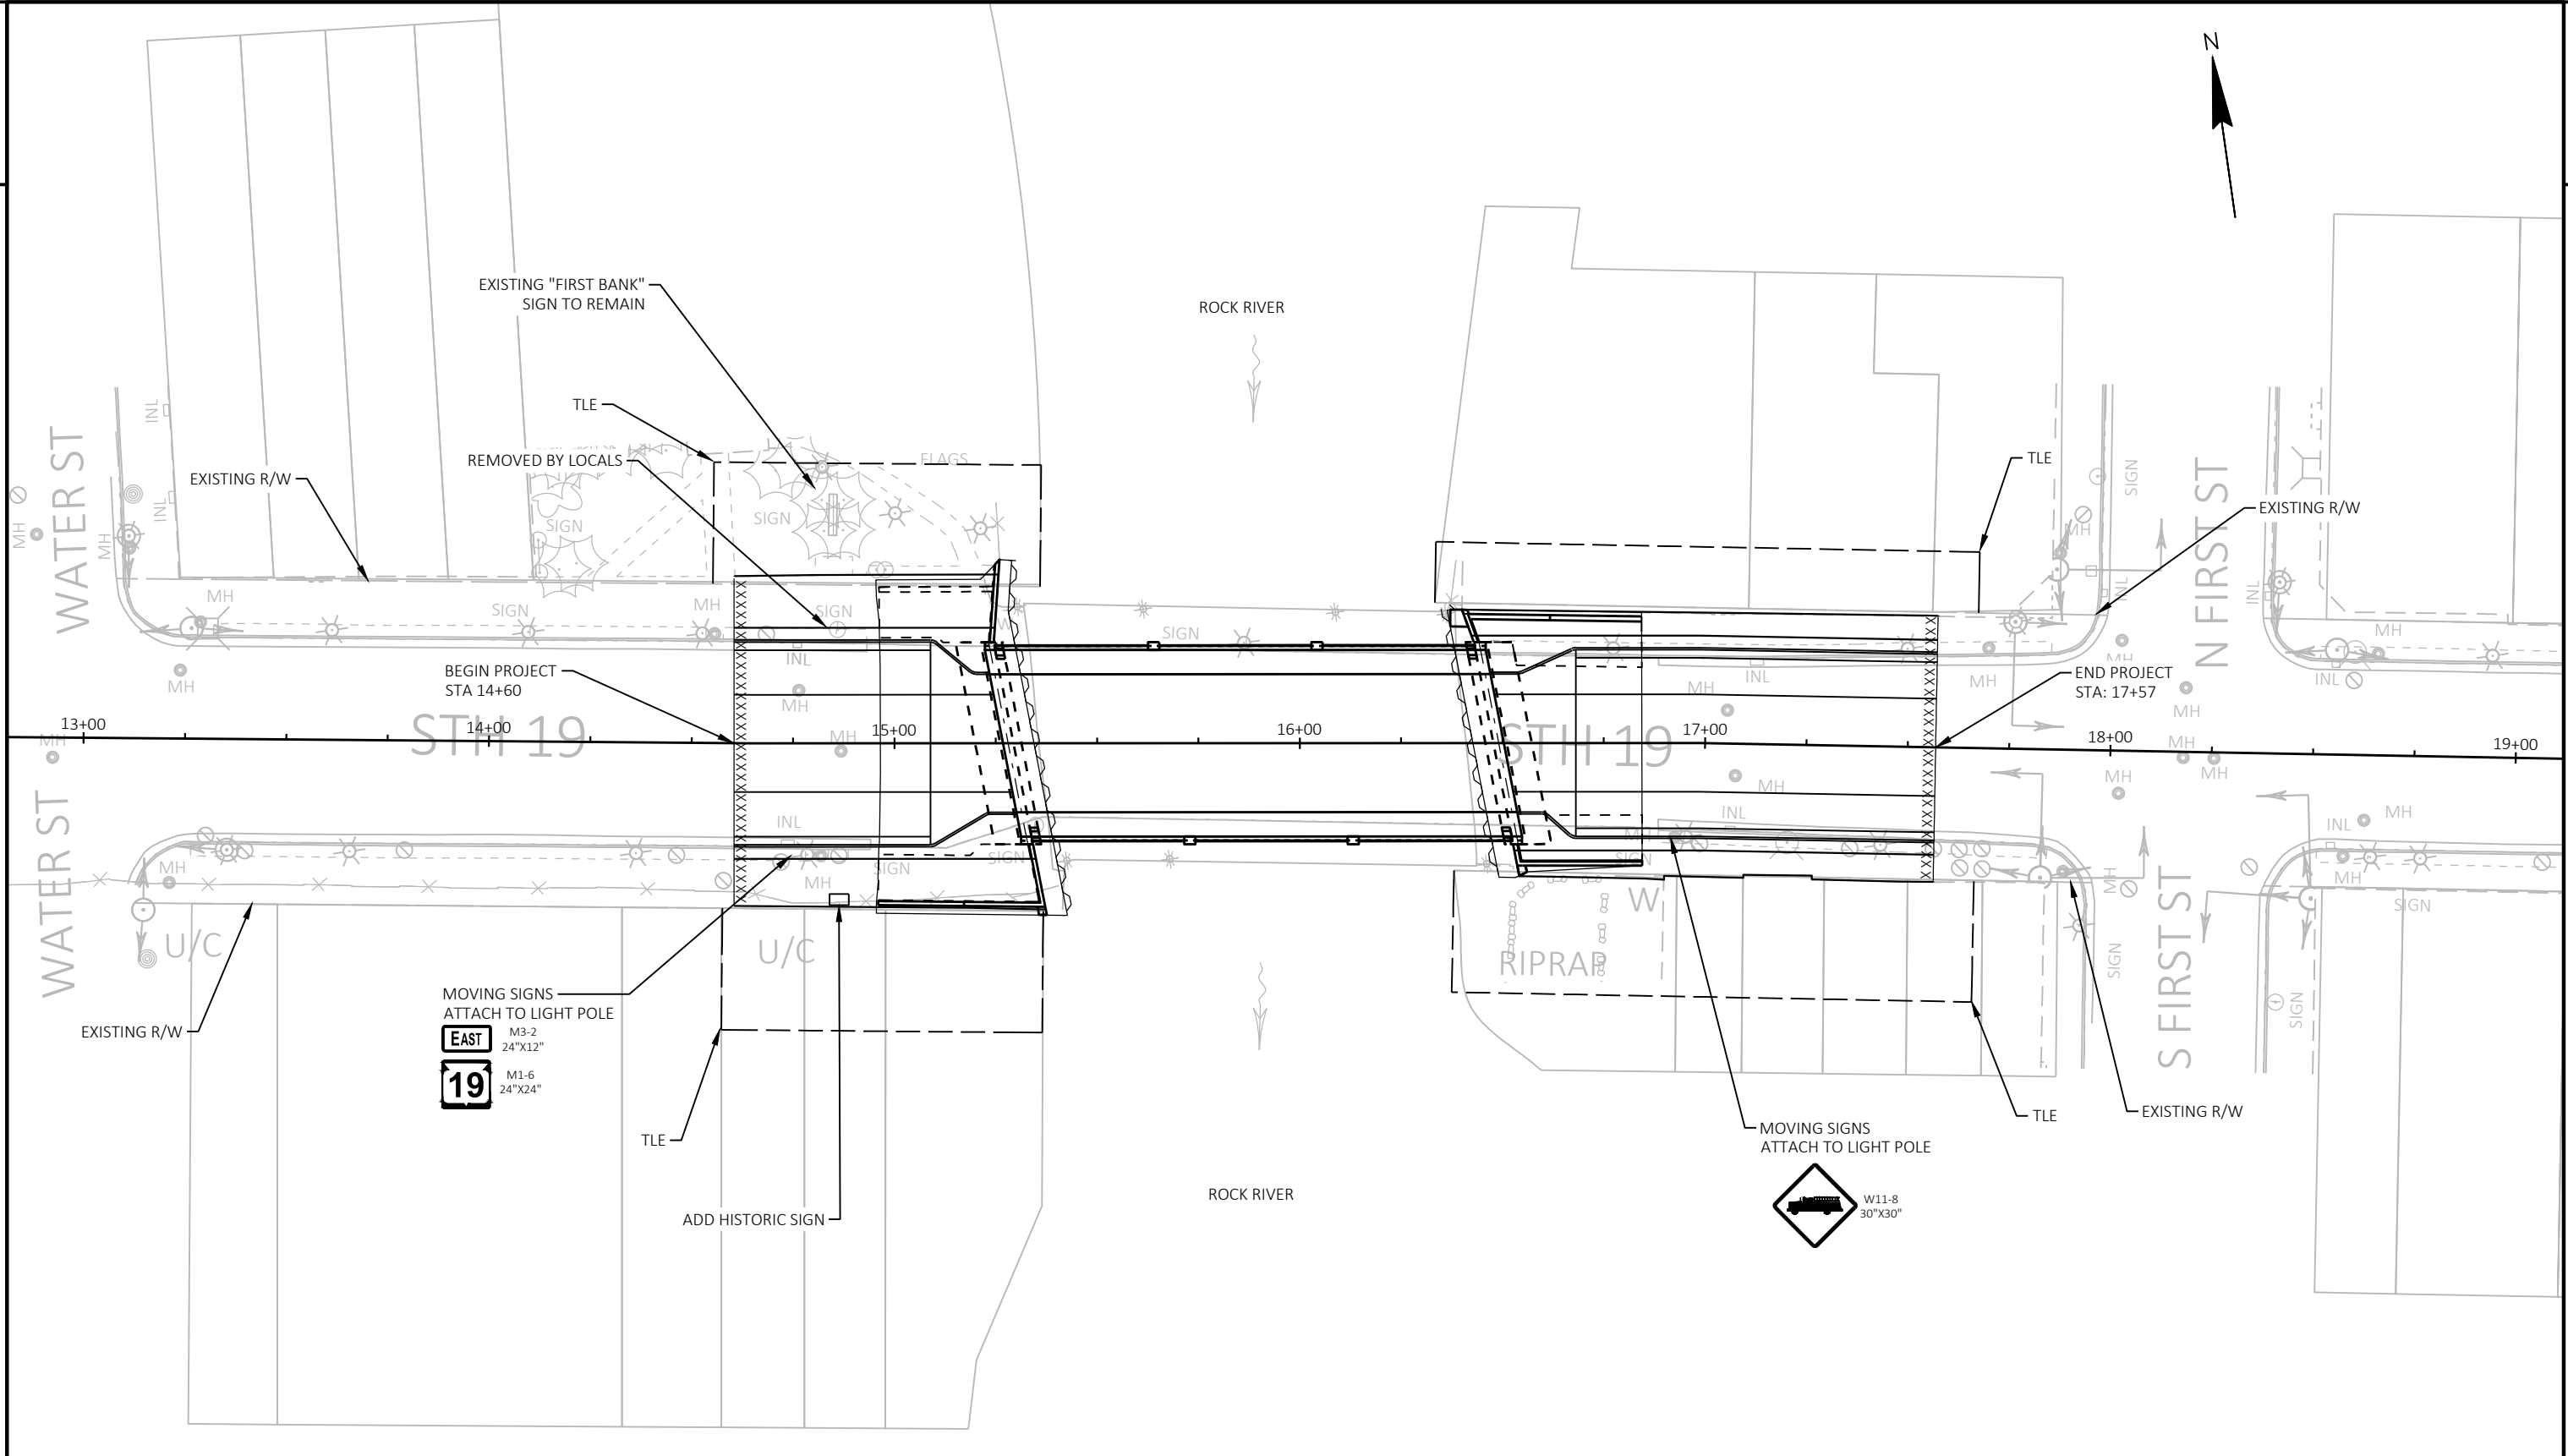 N
EXISTING "FIRST BANK"
SIGN TO REMAIN
ROCK RIVER
TLE
REMOVED BY LOCALS
FLAGS
TLE
EXISTING R/W
EXISTING R/W
INL
INL
MH
MH
WATER ST
SIGN
SIGN
SIGN
MH
INL
N FIRST ST
INL
MH
SIGN
MH
SIGN
W
SIGN
MH
MH
INL
MH
BEGIN PROJECT
STA 14+60
MH
INL
MH
INL
MH
END PROJECT
STA: 17+57
INL
MH
13+00
14+00
15+00
16+00
17+00
18+00
19+00
STH 19
STH 19
MH
MH
MH
MH
MH
MH
MH
WATER ST
INL
INL
MH
INL
MH
MH
SIGN
SIGN
MH
SIGN
MH
MH
SIGN
U/C
U/C
W
RIPRAP
SIGN
S FIRST ST
SIGN
MOVING SIGNS
ATTACH TO LIGHT POLE
EAST
M3-2
24"X12"
19
M1-6
24"X24"
EXISTING R/W
TLE
ADD HISTORIC SIGN
ROCK RIVER
MOVING SIGNS
ATTACH TO LIGHT POLE
W11-8
30"X30"
TLE
EXISTING R/W